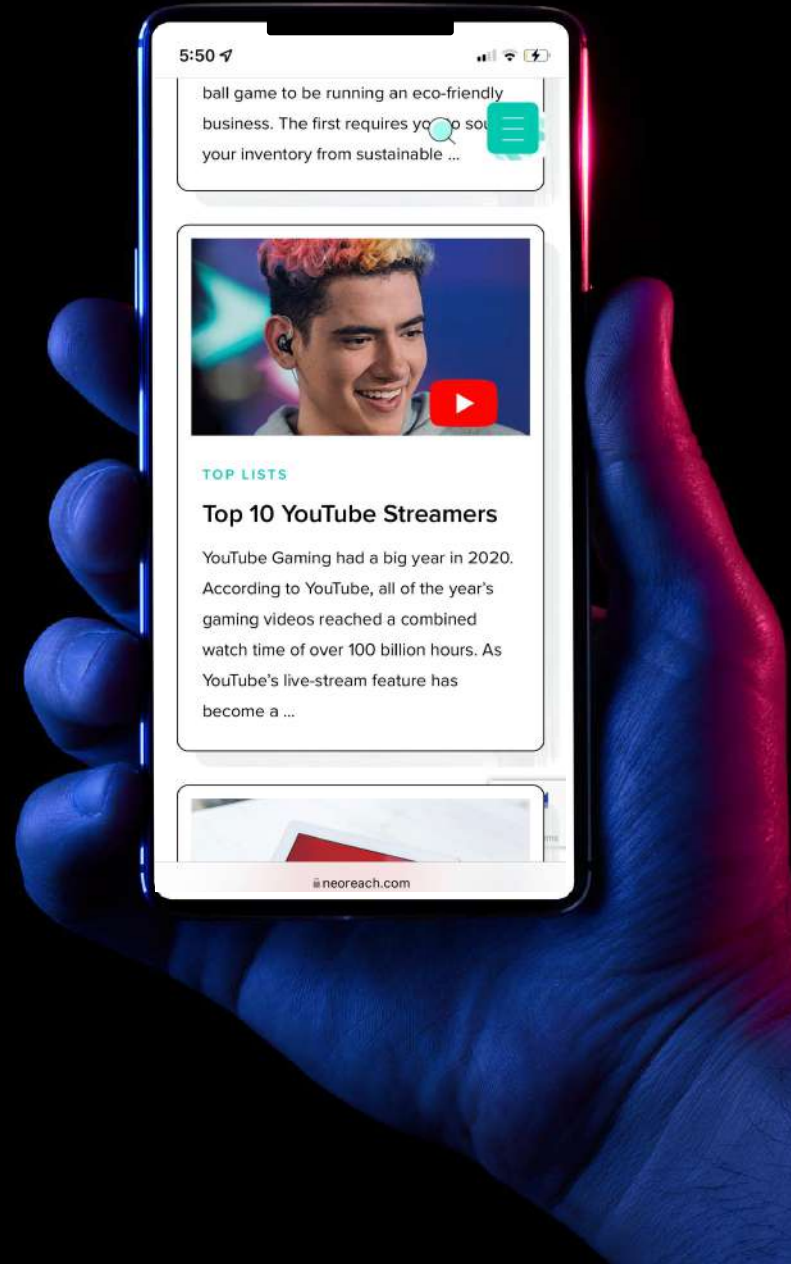 5:50
ball game to be running an eco-friendly
business. The first requires you to sou
your inventory from sustainable ...
TOP LISTS
Top 10 YouTube Streamers
YouTube Gaming had a big year in 2020.
According to YouTube, all of the year's
gaming videos reached a combined
watch time of over 100 billion hours. As
YouTube's live-stream feature has
become a ...
neoreach.com